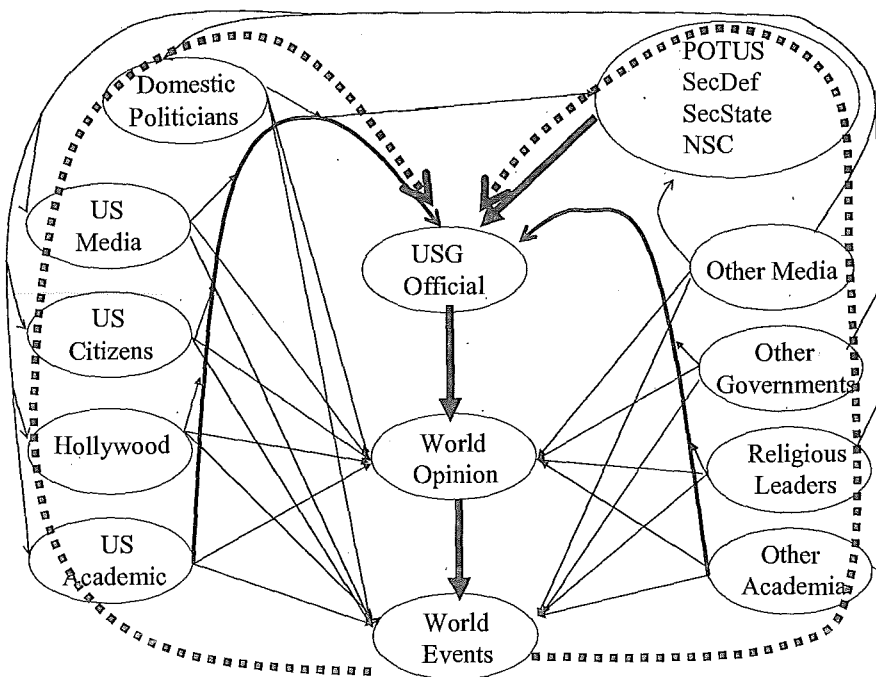 Domestic
Politicians
POTUS
SecDef
SecState
NSC
US
Media
USG
Official
Other Media
US
Citizens
Other
Governments
Hollywood
World
Opinion
Religious
Leaders
US
Academic
Other
Academia
World
Events